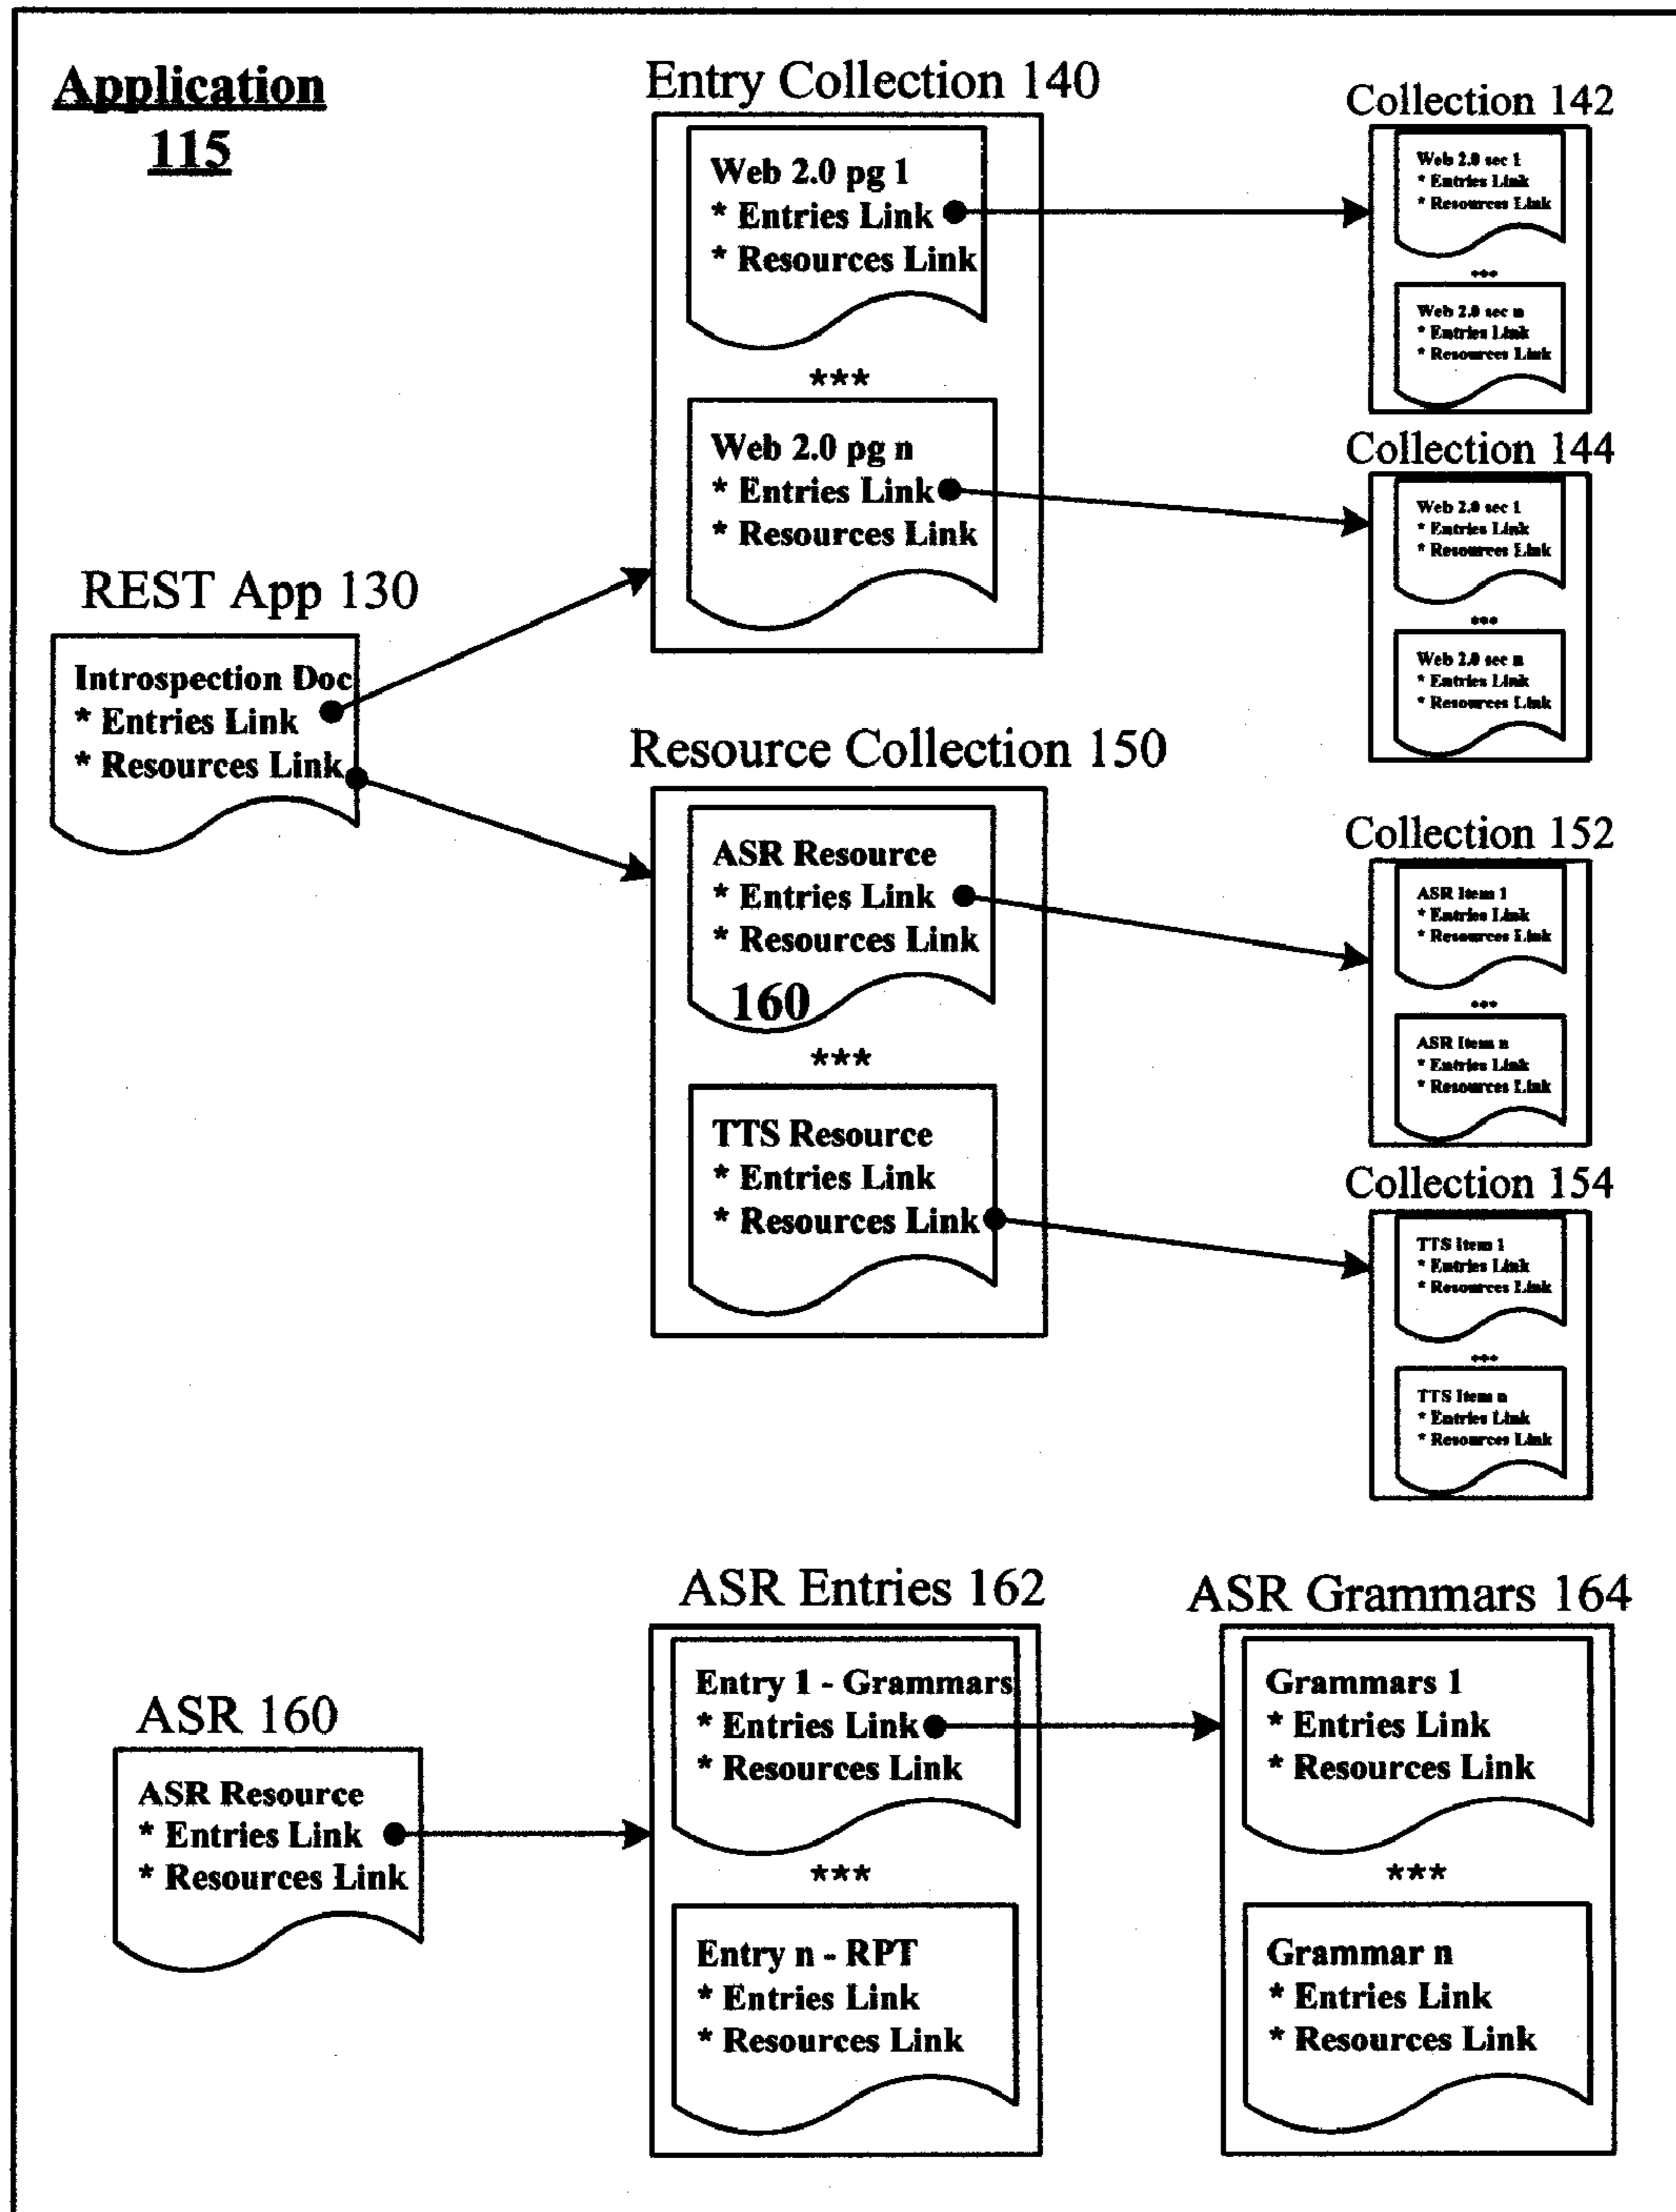 Application
115
Entry Collection 140
Web 2.0 pg 1
* Entries Link
* Resources Link
***
Web 2.0 pg n
* Entries Link
* Resources Link
Collection 142
Web 2.0 sec 1
* Entries Link
* Resources Link
***
Web 2.0 sec n
* Entries Link
* Resources Link
Collection 144
Web 2.0 sec 1
* Entries Link
* Resources Link
***
Web 2.0 sec n
* Entries Link
* Resources Link
REST App 130
Introspection Doc
* Entries Link
* Resources Link
Resource Collection 150
ASR Resource
* Entries Link
* Resources Link
160
***
TTS Resource
* Entries Link
* Resources Link
Collection 152
ASR Item 1
* Entries Link
* Resources Link
***
ASR Item n
* Entries Link
* Resources Link
Collection 154
TTS Item 1
* Entries Link
* Resources Link
***
TTS Item n
* Entries Link
* Resources Link
ASR 160
ASR Resource
* Entries Link
* Resources Link
ASR Entries 162
Entry 1 - Grammars
* Entries Link
* Resources Link
***
Entry n - RPT
* Entries Link
* Resources Link
ASR Grammars 164
Grammars 1
* Entries Link
* Resources Link
***
Grammar n
* Entries Link
* Resources Link